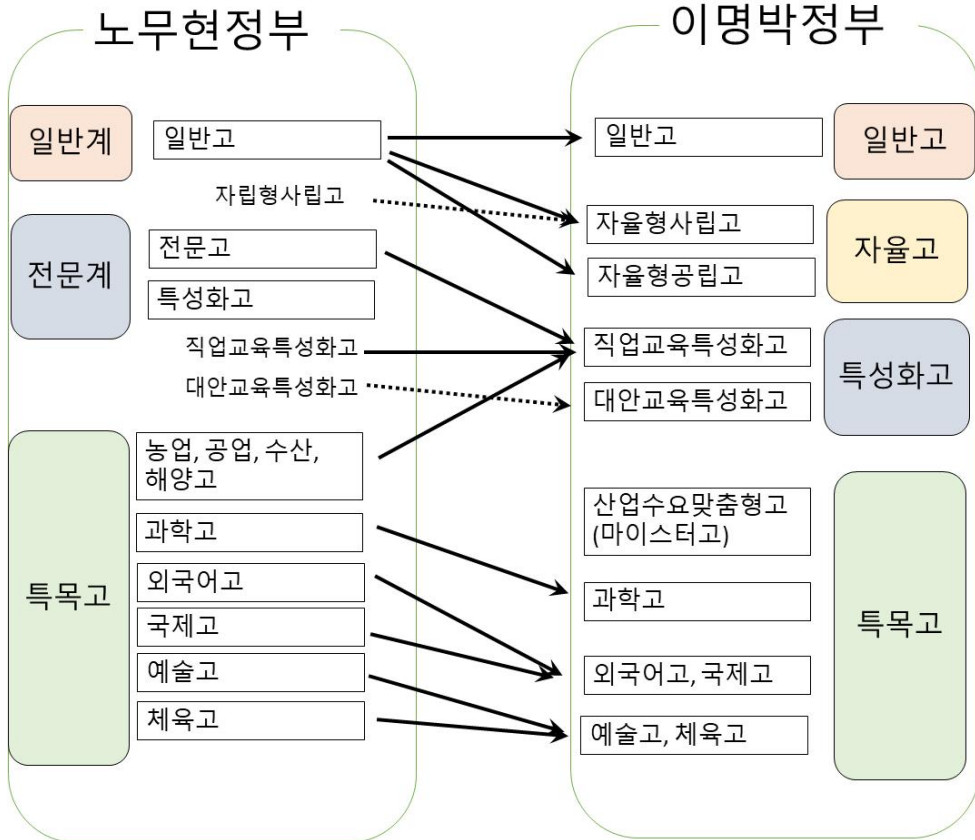 노무현정부
일반계
일반고
자립형사립고
전문계
전문고
특성화고
직업교육특성화고
대안교육특성화고
특목고
농업, 공업, 수산,
해양고
과학고
외국어고
국제고
예술고
체육고
이명박정부
일반고
일반고
자율형사립고
자율형공립고
자율고
직업교육특성화고
대안교육특성화고
특성화고
산업수요맞춤형고
(마이스터고)
과학고
외국어고, 국제고
예술고, 체육고
특목고